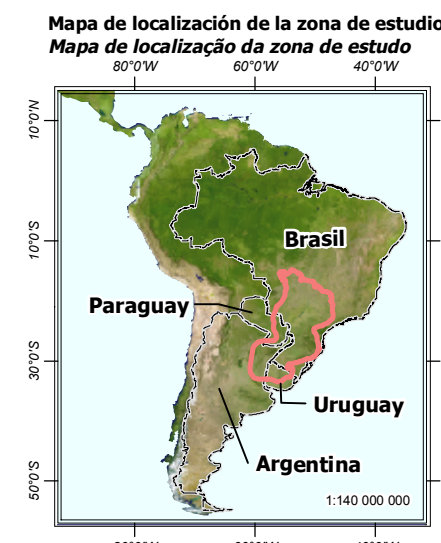 Mapa de localización de la zona de estudio
Mapa de localização da zona de estudo
80°0'W 60°0'W 40°0'W
10°0'N
10°0'S
30°0'S
50°0'S
Brasil
Paraguay
Uruguay
Argentina
1:140 000 000